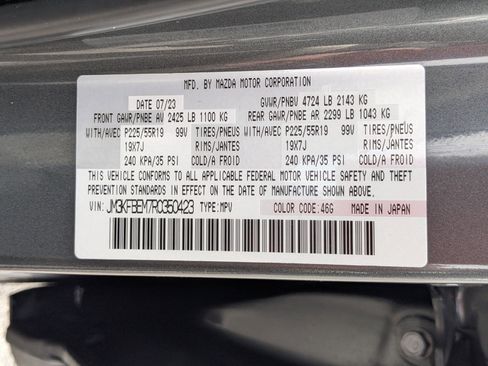 MFD. BY MAZDA MOTOR CORPORATION
DATE 07/23 GVWR/PNBV 4724 LB 2143 KG
FRONT GAWR/PNBE AV 2425 LB 1100 KG REAR GAWR/PNBE AR 2299 LB 1043 KG
WITH/AVEC P225/55R19 99V TIRES/PNEUS WITH/AVEC P225/55R19 99V TIRES/PNEUS
19X7J RIMS/JANTES 19X7J RIMS/JANTES
240 KPA/35 PSI COLD/A FROID 240 KPA/35 PSI COLD/A FROID
THIS VEHICLE CONFORMS TO ALL APPLICABLE FEDERAL MOTOR VEHICLE SAFETY AND THEFT
PREVENTION STANDARDS IN EFFECT ON THE DATE OF MANUFACTURE SHOWN ABOVE.
VIN: JM3KFBEM7R0350423 TYPE:MPV COLOR CODE:46G MADE IN JAPAN